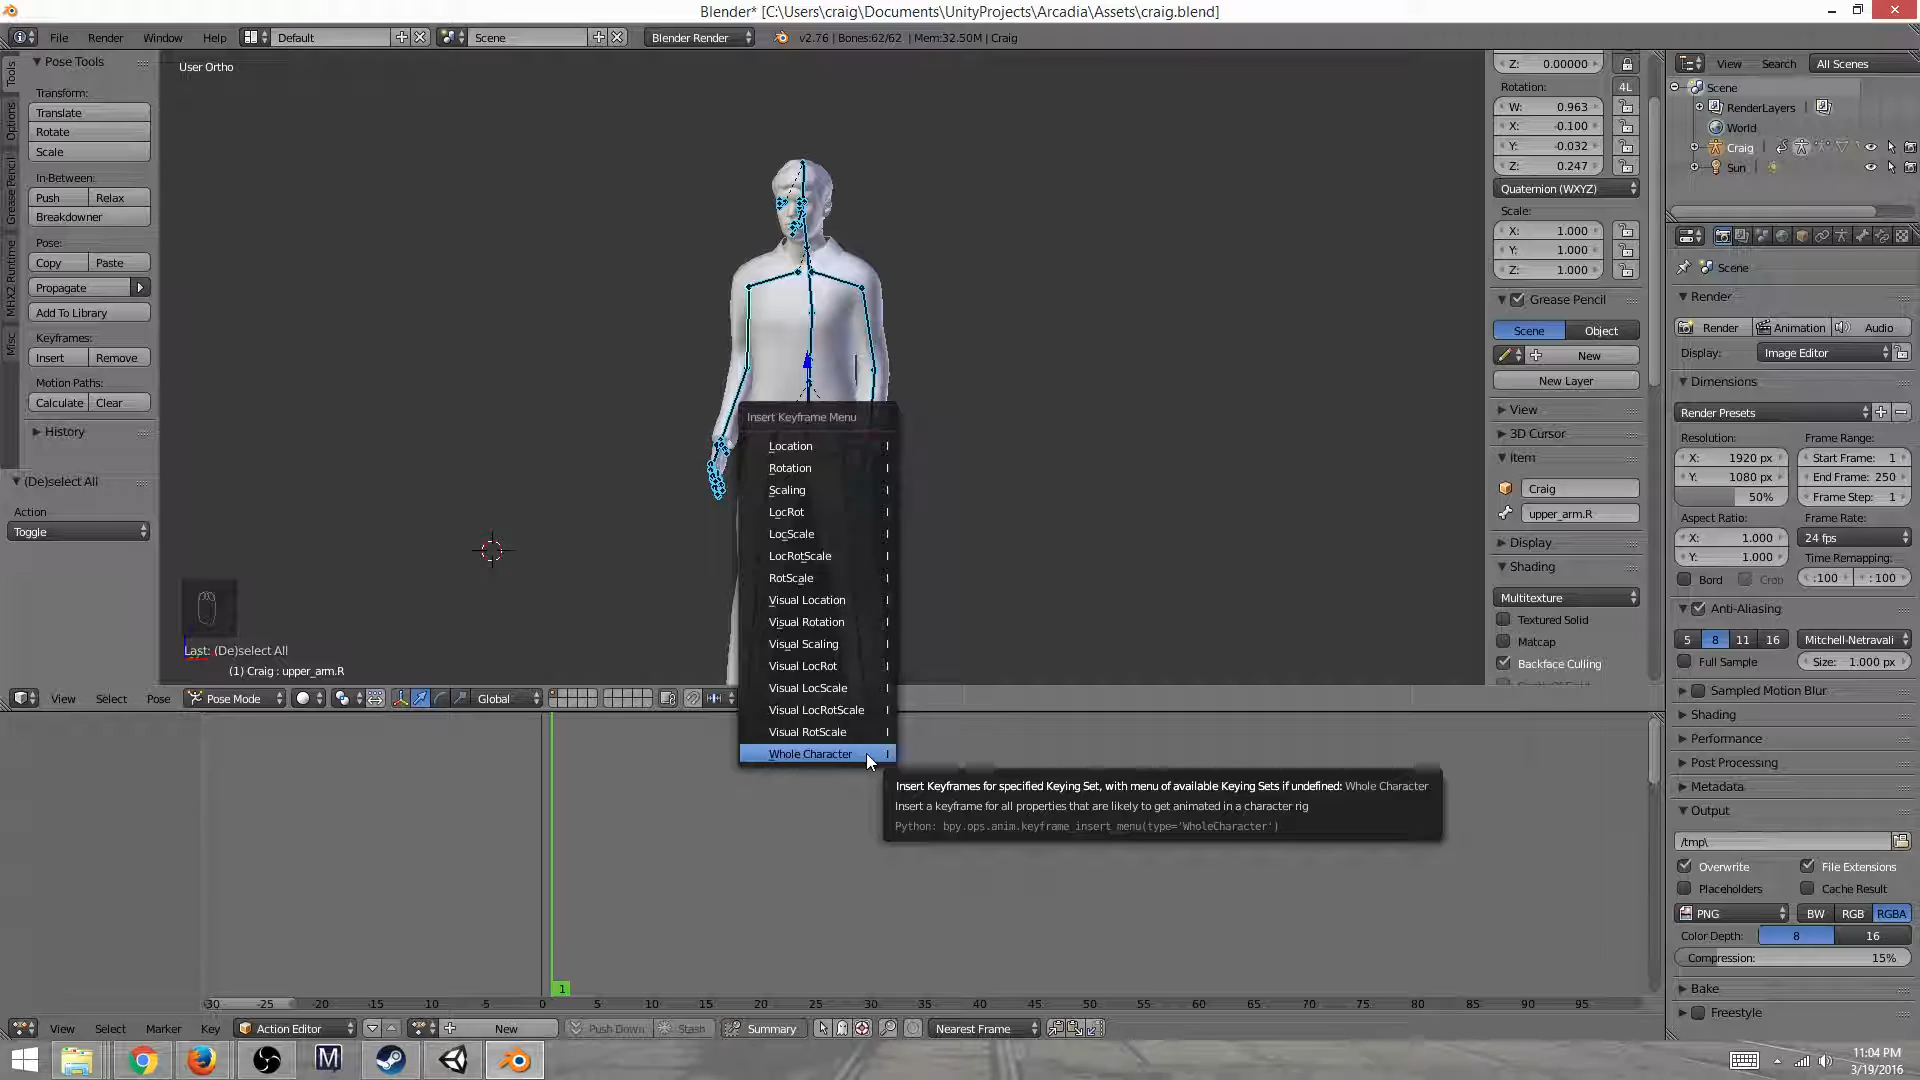 Blender* [C:\Users\craig\Documents\UnityProjects\Arcadia\Assets\craig.blend]
File Render Window Help Default Scene Blender Render v2.76 | Bones:62/62 | Mem:32.50M | Craig
Tools
Options
Grease Pencil
MHX2 Runtime
Misc
Pose Tools
Transform:
Translate
Rotate
Scale
In-Between:
Push Relax
Breakdowner
Pose:
Copy Paste
Propagate
Add To Library
Keyframes:
Insert Remove
Motion Paths:
Calculate Clear
History
(De)select All
Action
Toggle
User Ortho
Last: (De)select All
(1) Craig : upper_arm.R
Insert Keyframe Menu
Location I
Rotation I
Scaling I
LocRot I
LocScale I
LocRotScale I
RotScale I
Visual Location I
Visual Rotation I
Visual Scaling I
Visual LocRot I
Visual LocScale I
Visual LocRotScale I
Visual RotScale I
Whole Character I
Insert Keyframes for specified Keying Set, with menu of available Keying Sets if undefined: Whole Character
Insert a keyframe for all properties that are likely to get animated in a character rig
Python: bpy.ops.anim.keyframe_insert_menu(type='WholeCharacter')
View Select Pose Pose Mode Global
Z: 0.00000
Rotation: 4L
W: 0.963
X: -0.100
Y: -0.032
Z: 0.247
Quaternion (WXYZ)
Scale:
X: 1.000
Y: 1.000
Z: 1.000
Grease Pencil
Scene Object
New
New Layer
View
3D Cursor
Item
Craig
upper_arm.R
Display
Shading
Multitexture
Textured Solid
Matcap
Backface Culling
View Search All Scenes
Scene
RenderLayers
World
Craig
Sun
Scene
Render
Render Animation Audio
Display: Image Editor
Dimensions
Render Presets
Resolution: Frame Range:
X: 1920 px Start Frame: 1
Y: 1080 px End Frame: 250
50% Frame Step: 1
Aspect Ratio: Frame Rate:
X: 1.000 24 fps
Y: 1.000 Time Remapping:
Bord Crop :100 : 100
Anti-Aliasing
5 8 11 16 Mitchell-Netravali
Full Sample Size: 1.000 px
Sampled Motion Blur
Shading
Performance
Post Processing
Metadata
Output
/tmp\
Overwrite File Extensions
Placeholders Cache Result
PNG BW RGB RGBA
Color Depth: 8 16
Compression: 15%
Bake
Freestyle
1
-30 -25 -20 -15 -10 -5 0 5 10 15 20 25 30 35 40 45 50 55 60 65 70 75 80 85 90 95
View Select Marker Key Action Editor New Push Down Stash Summary Nearest Frame
11:04 PM
3/19/2016